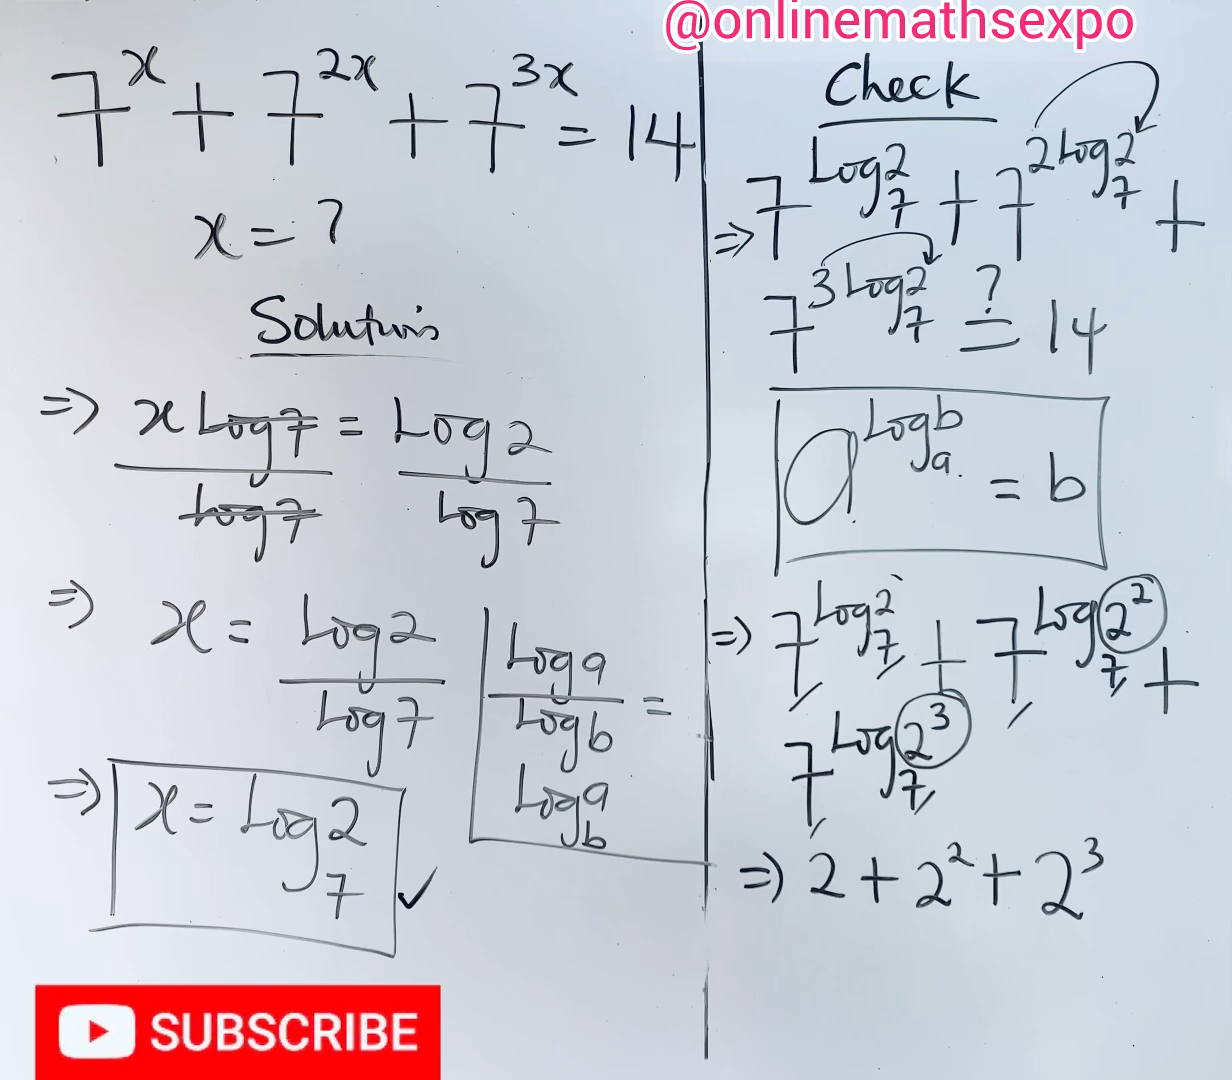 @onlinemathsexpo
7^x + 7^2x + 7^3x = 14
x = ?
Solution's
=> x Log7 = Log2
Log7 Log7
=> x = Log2
Log7
Log a
Log b =
Log_b a
=> x = Log_7 2 ✓
Check
=> 7^Log_7 2 + 7^2Log_7 2 +
7^3Log_7 2 ?= 14
a^Log_a b = b
=> 7^Log_7 2 + 7^Log_7 2^2 +
7^Log_7 2^3
=> 2 + 2^2 + 2^3
SUBSCRIBE